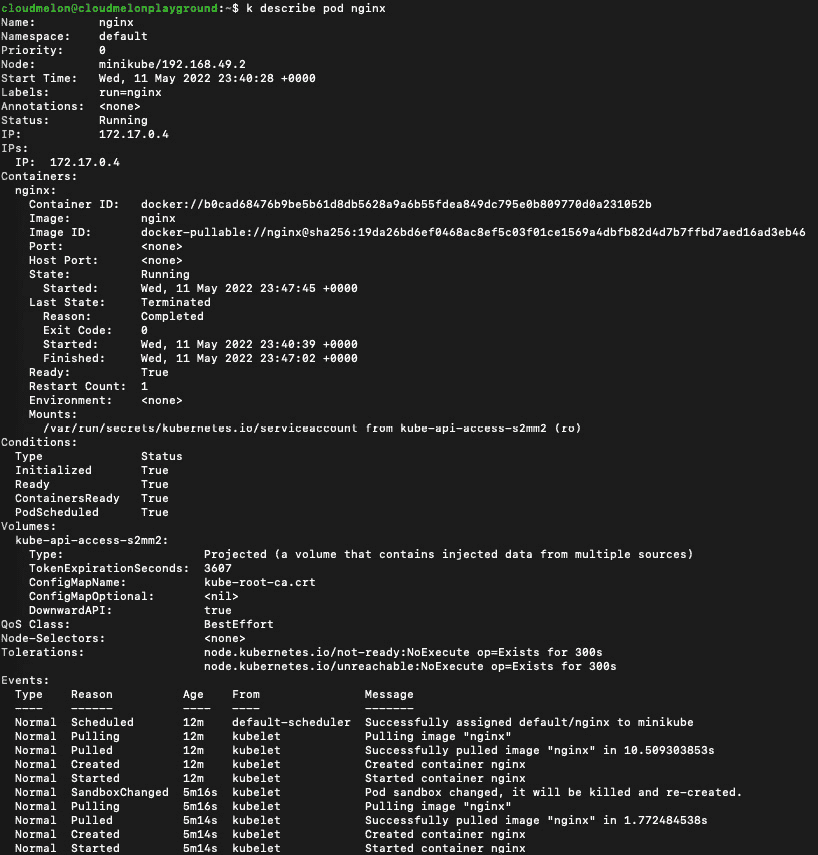 cloudmelon@cloudmelonplayground:~$ k describe pod nginx
Name:         nginx
Namespace:    default
Priority:     0
Node:         minikube/192.168.49.2
Start Time:   Wed, 11 May 2022 23:40:28 +0000
Labels:       run=nginx
Annotations:  <none>
Status:       Running
IP:           172.17.0.4
IPs:
  IP:  172.17.0.4
Containers:
  nginx:
    Container ID:   docker://b0cad68476b9be5b61d8db5628a9a6b55fdea849dc795e0b809770d0a231052b
    Image:          nginx
    Image ID:       docker-pullable://nginx@sha256:19da26bd6ef0468ac8ef5c03f01ce1569a4dbfb82d4d7b7ffbd7aed16ad3eb46
    Port:           <none>
    Host Port:      <none>
    State:          Running
      Started:      Wed, 11 May 2022 23:47:45 +0000
    Last State:     Terminated
      Reason:       Completed
      Exit Code:    0
      Started:      Wed, 11 May 2022 23:40:39 +0000
      Finished:     Wed, 11 May 2022 23:47:02 +0000
    Ready:          True
    Restart Count:  1
    Environment:    <none>
    Mounts:
      /var/run/secrets/kubernetes.io/serviceaccount from kube-api-access-s2mm2 (ro)
Conditions:
  Type              Status
  Initialized       True
  Ready             True
  ContainersReady   True
  PodScheduled      True
Volumes:
  kube-api-access-s2mm2:
    Type:                    Projected (a volume that contains injected data from multiple sources)
    TokenExpirationSeconds:  3607
    ConfigMapName:           kube-root-ca.crt
    ConfigMapOptional:       <nil>
    DownwardAPI:             true
QoS Class:                   BestEffort
Node-Selectors:              <none>
Tolerations:                 node.kubernetes.io/not-ready:NoExecute op=Exists for 300s
                             node.kubernetes.io/unreachable:NoExecute op=Exists for 300s
Events:
  Type    Reason          Age    From               Message
  ----    ------          ----   ----               -------
  Normal  Scheduled       12m    default-scheduler  Successfully assigned default/nginx to minikube
  Normal  Pulling         12m    kubelet            Pulling image "nginx"
  Normal  Pulled          12m    kubelet            Successfully pulled image "nginx" in 10.509303853s
  Normal  Created         12m    kubelet            Created container nginx
  Normal  Started         12m    kubelet            Started container nginx
  Normal  SandboxChanged  5m16s  kubelet            Pod sandbox changed, it will be killed and re-created.
  Normal  Pulling         5m16s  kubelet            Pulling image "nginx"
  Normal  Pulled          5m14s  kubelet            Successfully pulled image "nginx" in 1.772484538s
  Normal  Created         5m14s  kubelet            Created container nginx
  Normal  Started         5m14s  kubelet            Started container nginx